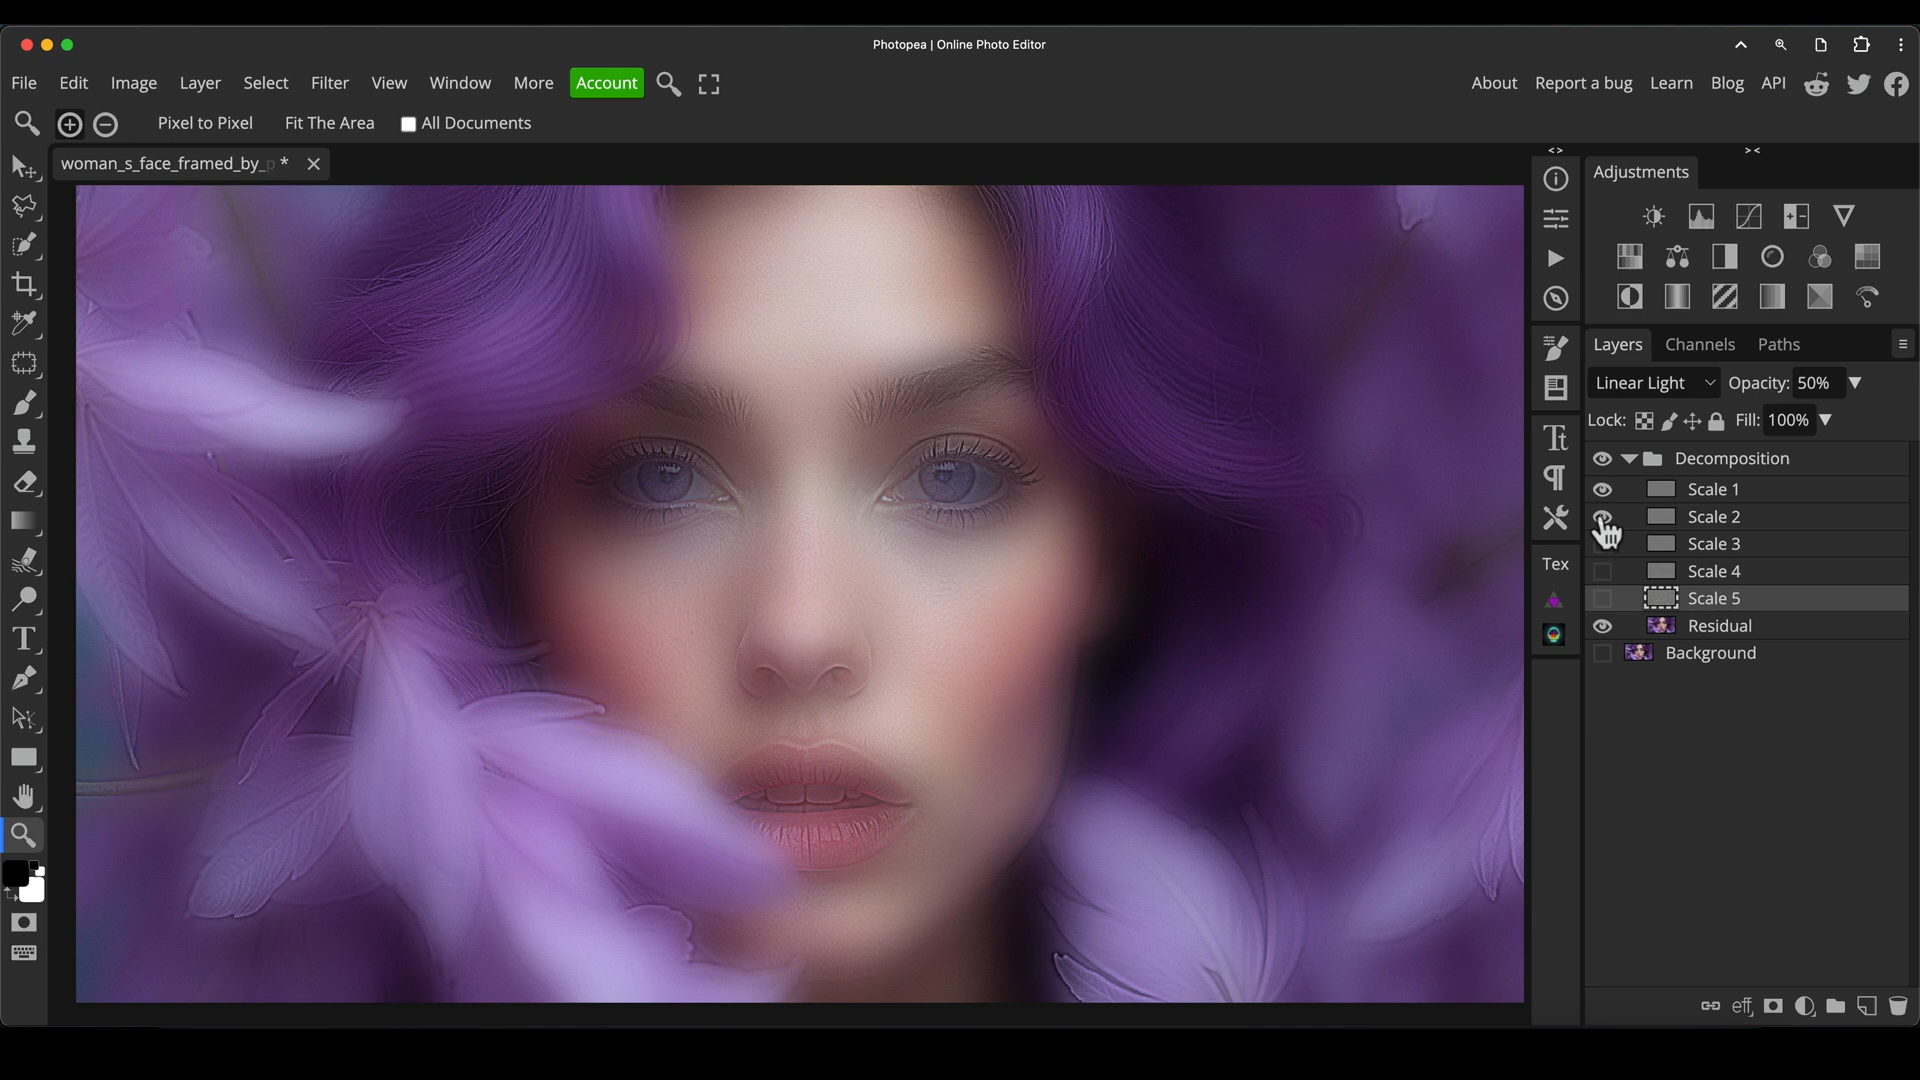 Photopea | Online Photo Editor
File Edit Image Layer Select Filter View Window More Account
About Report a bug Learn Blog API
Pixel to Pixel Fit The Area All Documents
woman_s_face_framed_by_p *
Adjustments
Layers Channels Paths
Linear Light Opacity: 50%
Lock: Fill: 100%
Decomposition
Scale 1
Scale 2
Scale 3
Scale 4
Scale 5
Residual
Background
Tex
eff